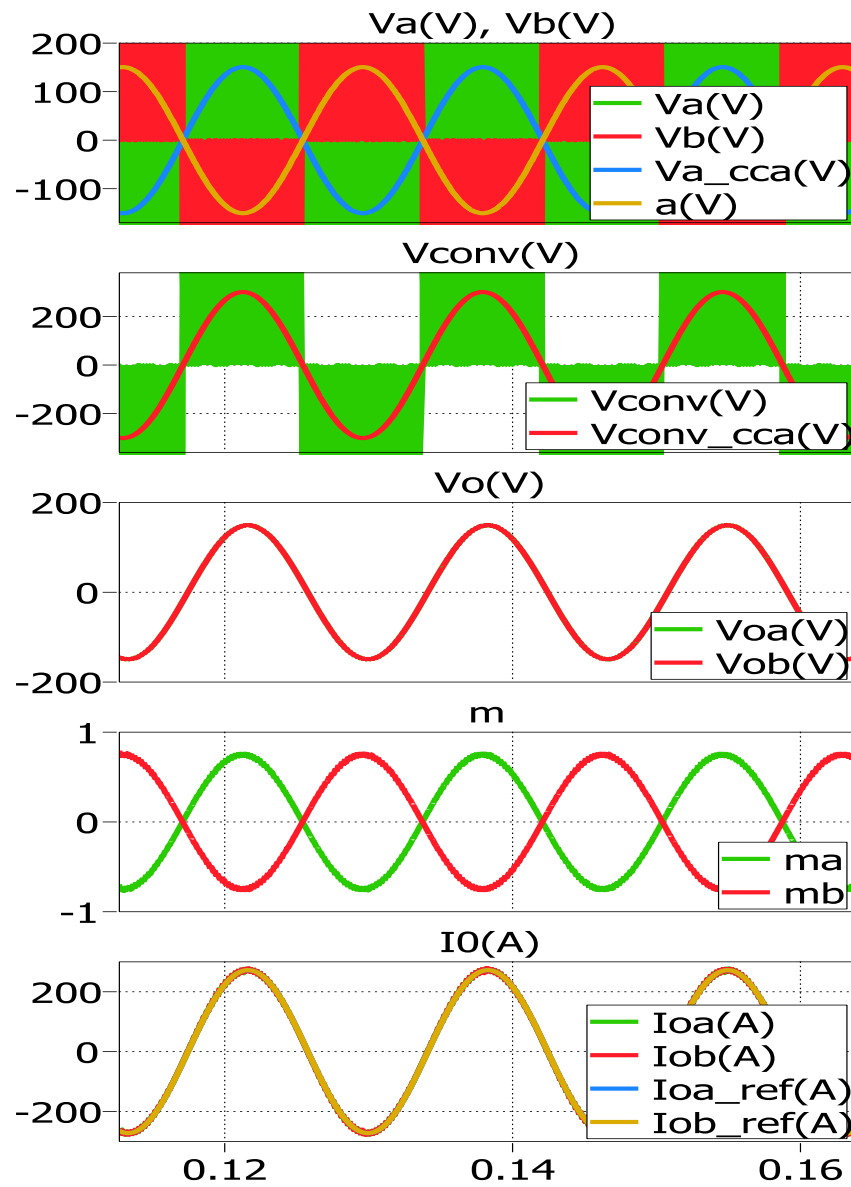 Va(V), Vb(V)
200
100
0
-100
Va(V)
Vb(V)
Va_cca(V)
a(V)
Vconv(V)
200
0
-200
Vconv(V)
Vconv_cca(V)
Vo(V)
200
0
-200
Voa(V)
Vob(V)
m
1
0
-1
ma
mb
I0(A)
200
0
-200
Ioa(A)
Iob(A)
Ioa_ref(A)
Iob_ref(A)
0.12 0.14 0.16